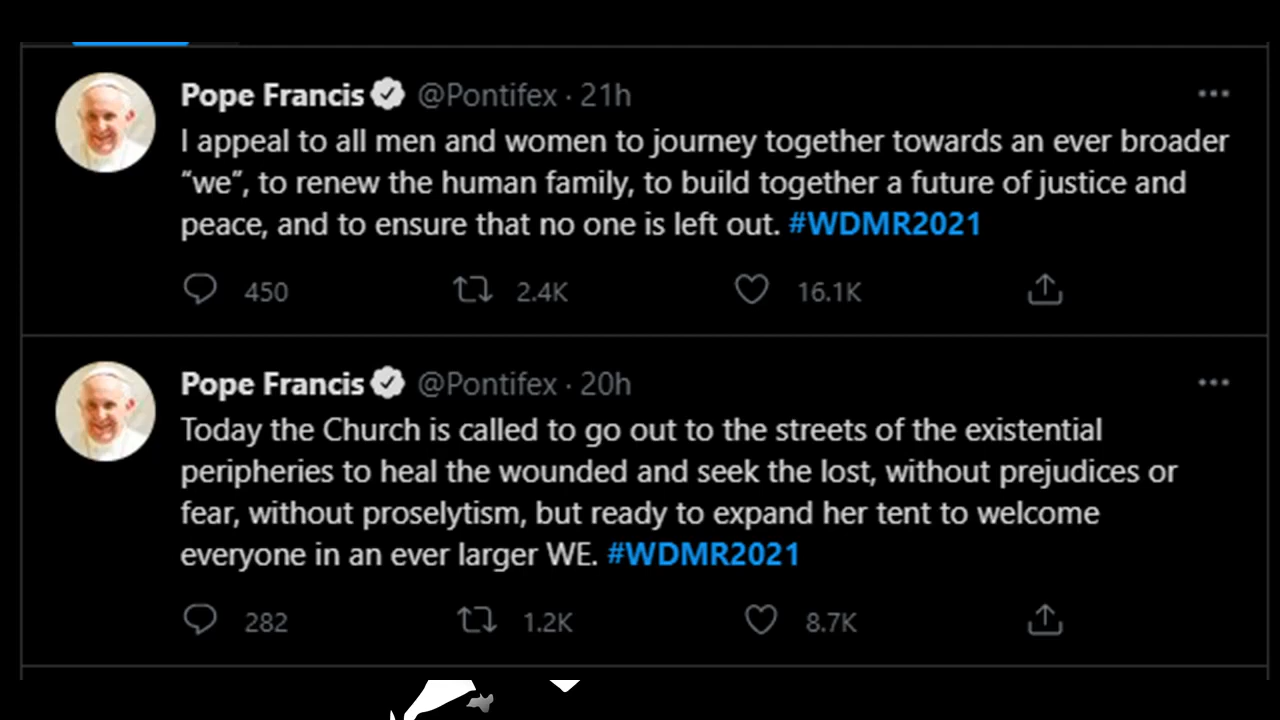 Pope Francis @Pontifex · 21h
I appeal to all men and women to journey together towards an ever broader
“we”, to renew the human family, to build together a future of justice and
peace, and to ensure that no one is left out. #WDMR2021
450 2.4K 16.1K
Pope Francis @Pontifex · 20h
Today the Church is called to go out to the streets of the existential
peripheries to heal the wounded and seek the lost, without prejudices or
fear, without proselytism, but ready to expand her tent to welcome
everyone in an ever larger WE. #WDMR2021
282 1.2K 8.7K